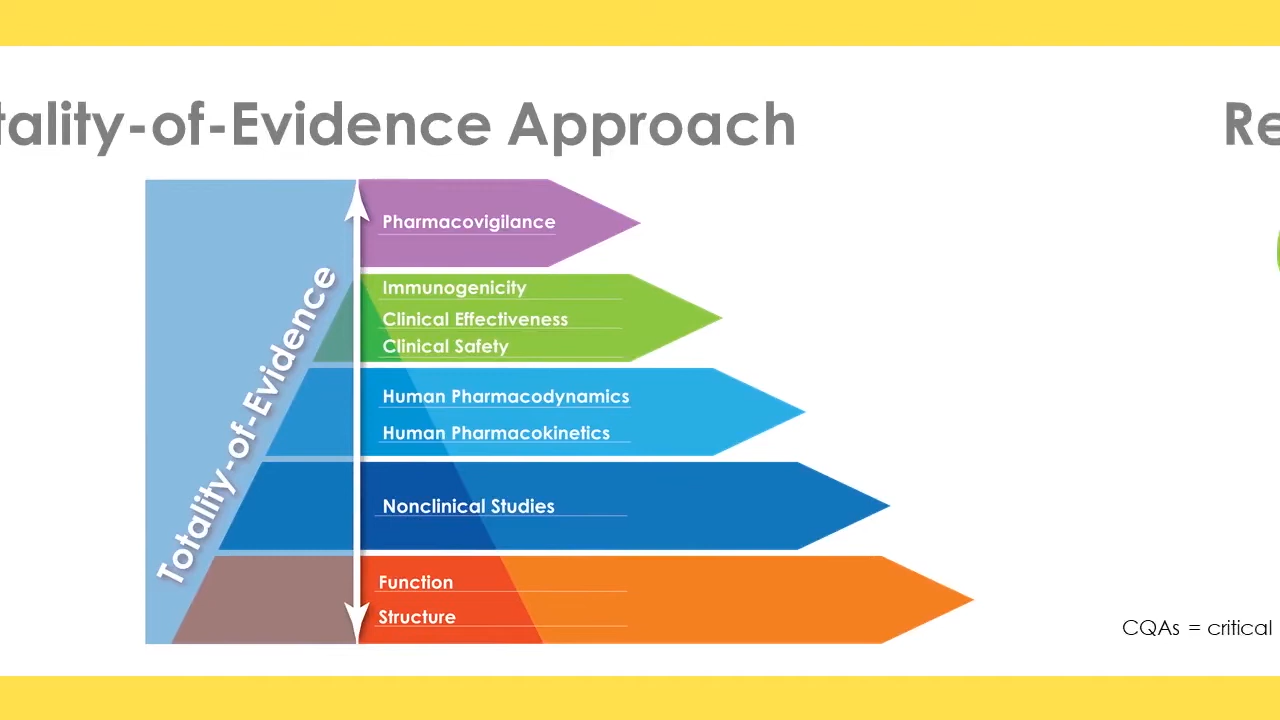 tality-of-Evidence Approach
Re
Pharmacovigilance
Immunogenicity
Clinical Effectiveness
Clinical Safety
Human Pharmacodynamics
Human Pharmacokinetics
Nonclinical Studies
Function
Structure
Totality-of-Evidence
CQAs = critical